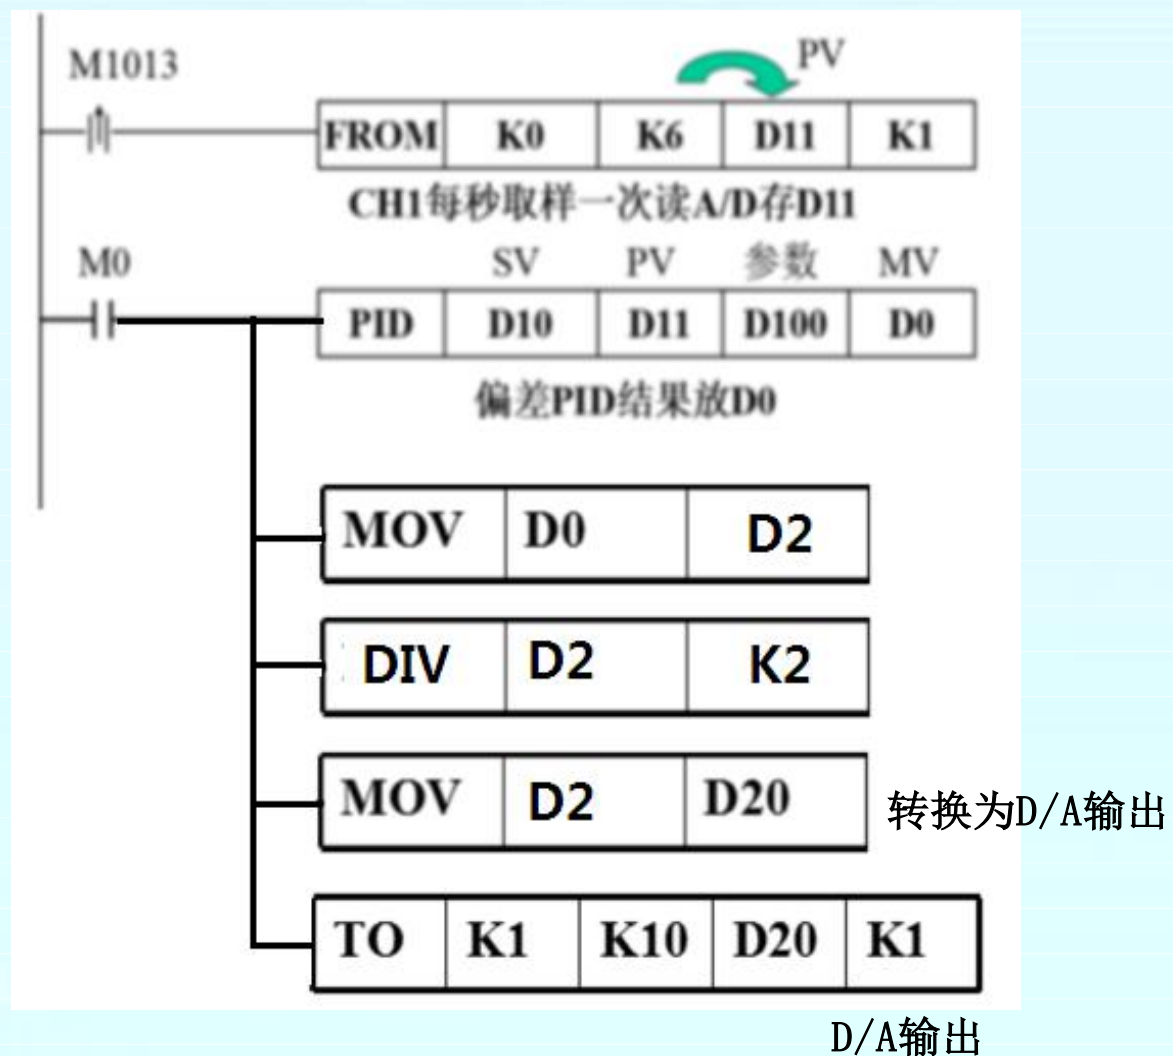 PV
M1013
FROM K0 K6 D11 K1
CH1每秒取样一次读A/D存D11
M0 SV PV 参数 MV
PID D10 D11 D100 D0
偏差PID结果放D0
MOV D0 D2
DIV D2 K2
MOV D2 D20 转换为D/A输出
TO K1 K10 D20 K1
D/A输出